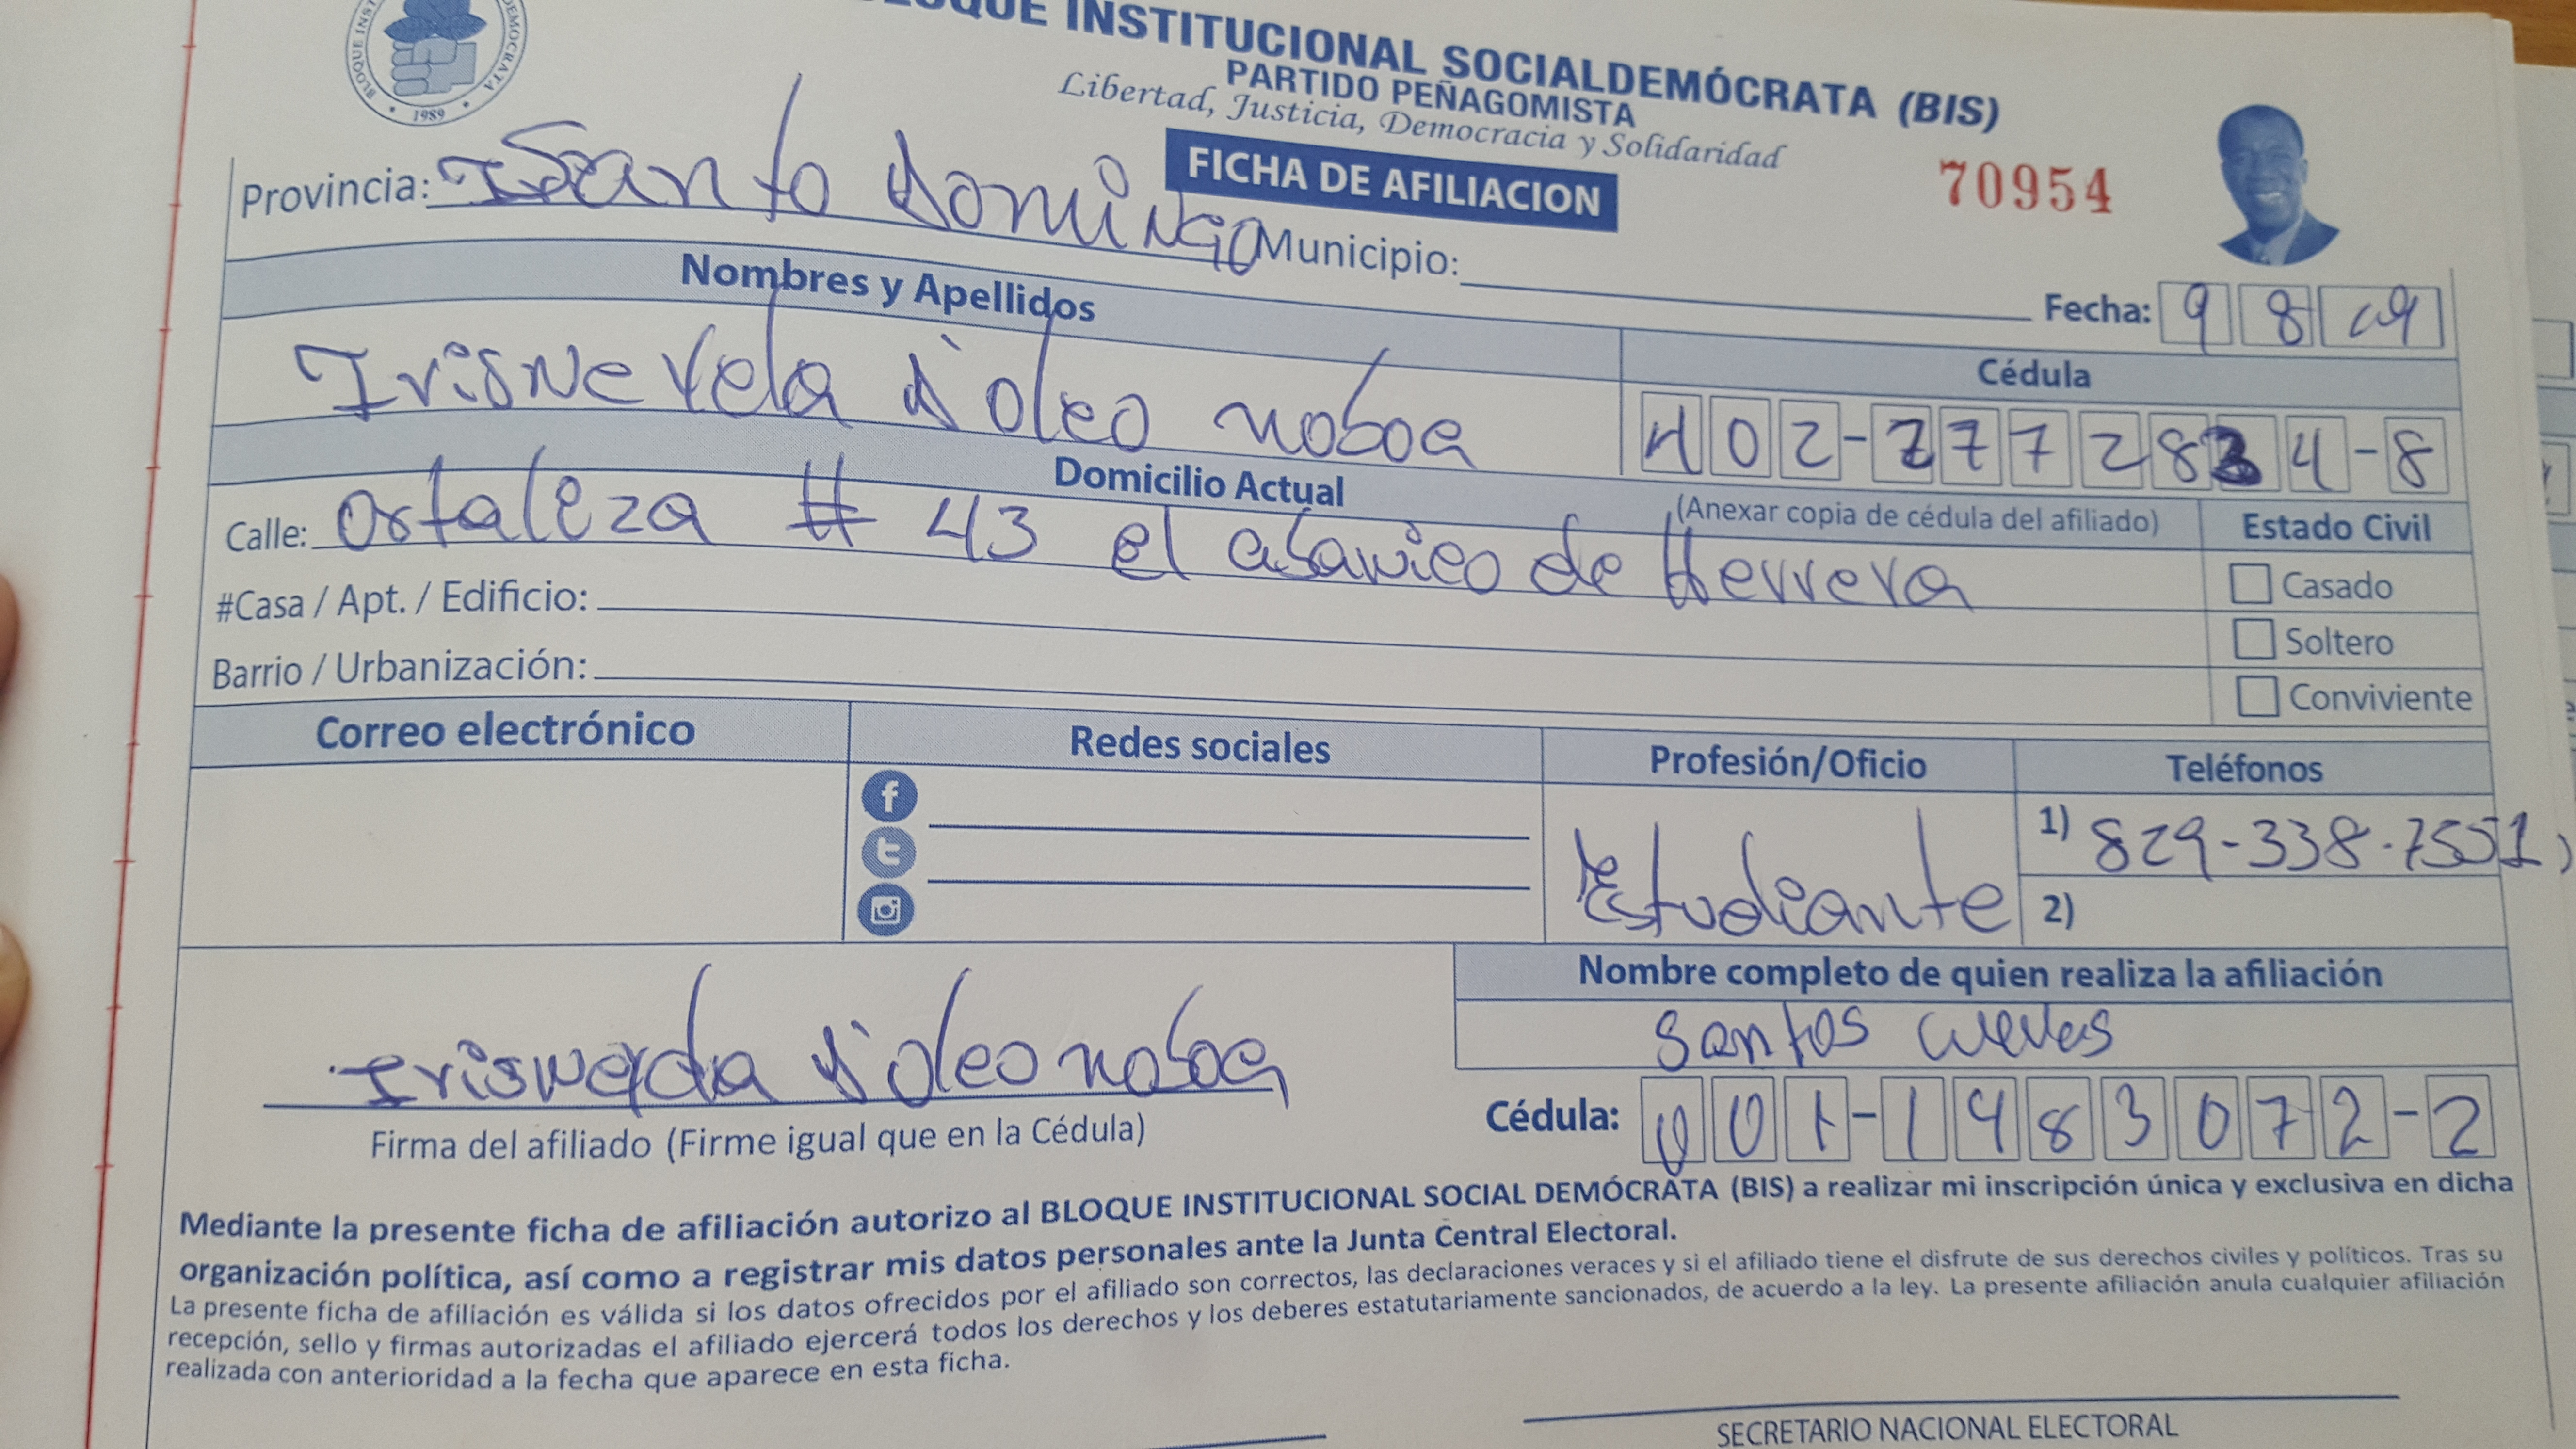 BLOQUE INSTITUCIONAL SOCIALDEMÓCRATA (BIS)
PARTIDO PEÑAGOMISTA
Libertad, Justicia, Democracia y Solidaridad
1989
FICHA DE AFILIACION
70954
Provincia: Santo Domingo Municipio:
Fecha: 9 8 19
Nombres y Apellidos
Cédula
D'oleo noboa
402-7772834-8
Domicilio Actual
(Anexar copia de cédula del afiliado)
Estado Civil
Calle: Ortaleza # 43 el abanico de Herrera
Casado
#Casa / Apt. / Edificio:
Soltero
Barrio / Urbanización:
Conviviente
Correo electrónico
Redes sociales
Profesión/Oficio
Teléfonos
Estudiante
1) 829-338-7551
2)
Nombre completo de quien realiza la afiliación
Santos cuevas
D'oleo noboa
Cédula: 001-1483072-2
Firma del afiliado (Firme igual que en la Cédula)
Mediante la presente ficha de afiliación autorizo al BLOQUE INSTITUCIONAL SOCIAL DEMÓCRATA (BIS) a realizar mi inscripción única y exclusiva en dicha
organización política, así como a registrar mis datos personales ante la Junta Central Electoral.
La presente ficha de afiliación es válida si los datos ofrecidos por el afiliado son correctos, las declaraciones veraces y si el afiliado tiene el disfrute de sus derechos civiles y políticos. Tras su
recepción, sello y firmas autorizadas el afiliado ejercerá todos los derechos y los deberes estatutariamente sancionados, de acuerdo a la ley. La presente afiliación anula cualquier afiliación
realizada con anterioridad a la fecha que aparece en esta ficha.
SECRETARIO NACIONAL ELECTORAL